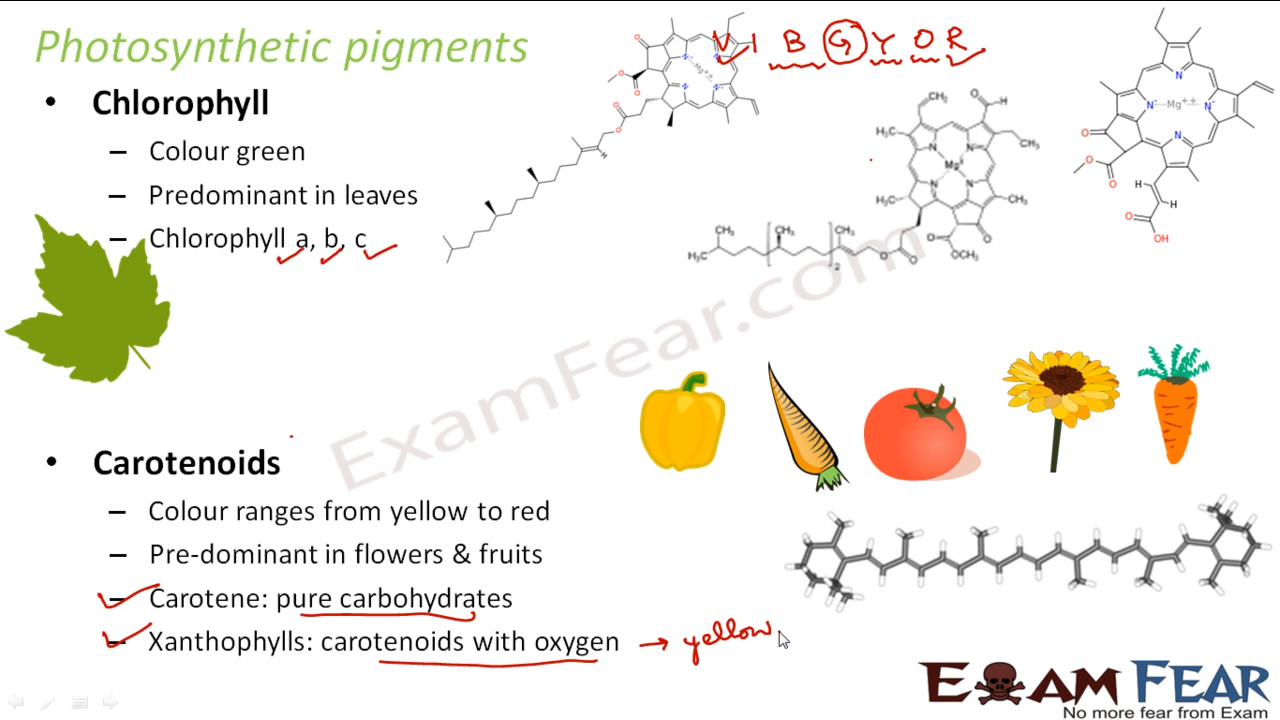 Photosynthetic pigments
V I B G Y O R
• Chlorophyll
– Colour green
– Predominant in leaves
– Chlorophyll a, b, c
• Carotenoids
– Colour ranges from yellow to red
– Pre-dominant in flowers & fruits
– Carotene: pure carbohydrates
– Xanthophylls: carotenoids with oxygen → yellow
ExamFear.com
EXAM FEAR
No more fear from Exam